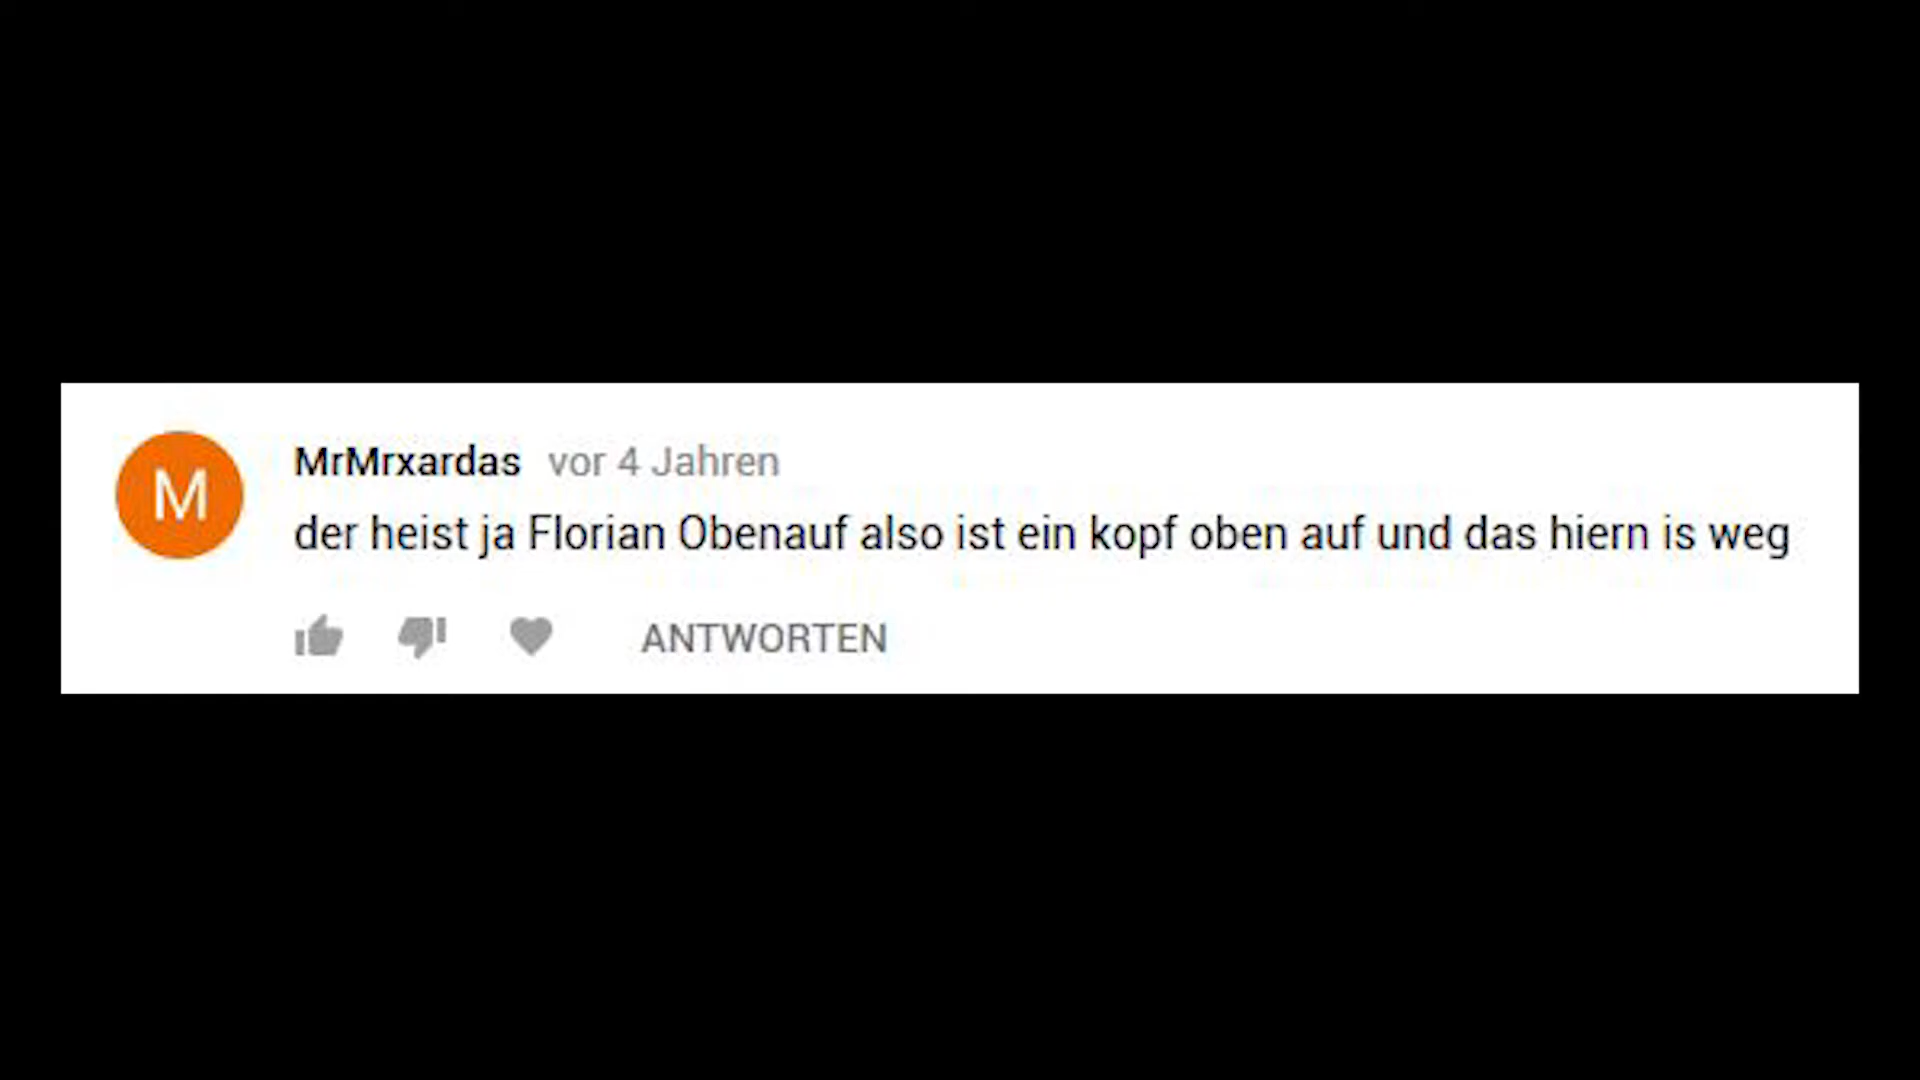 M
MrMrxardas vor 4 Jahren
der heist ja Florian Obenauf also ist ein kopf oben auf und das hiern is weg
ANTWORTEN